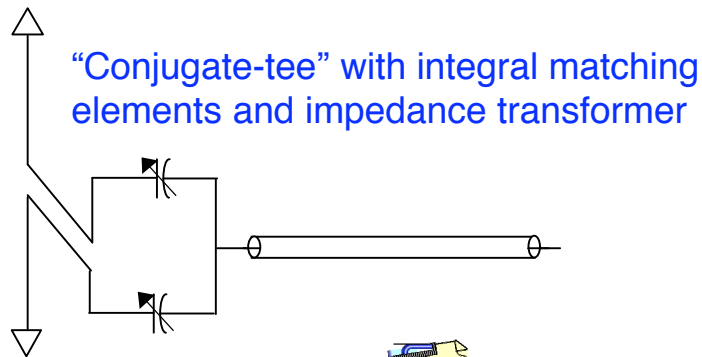 “Conjugate-tee” with integral matching
elements and impedance transformer